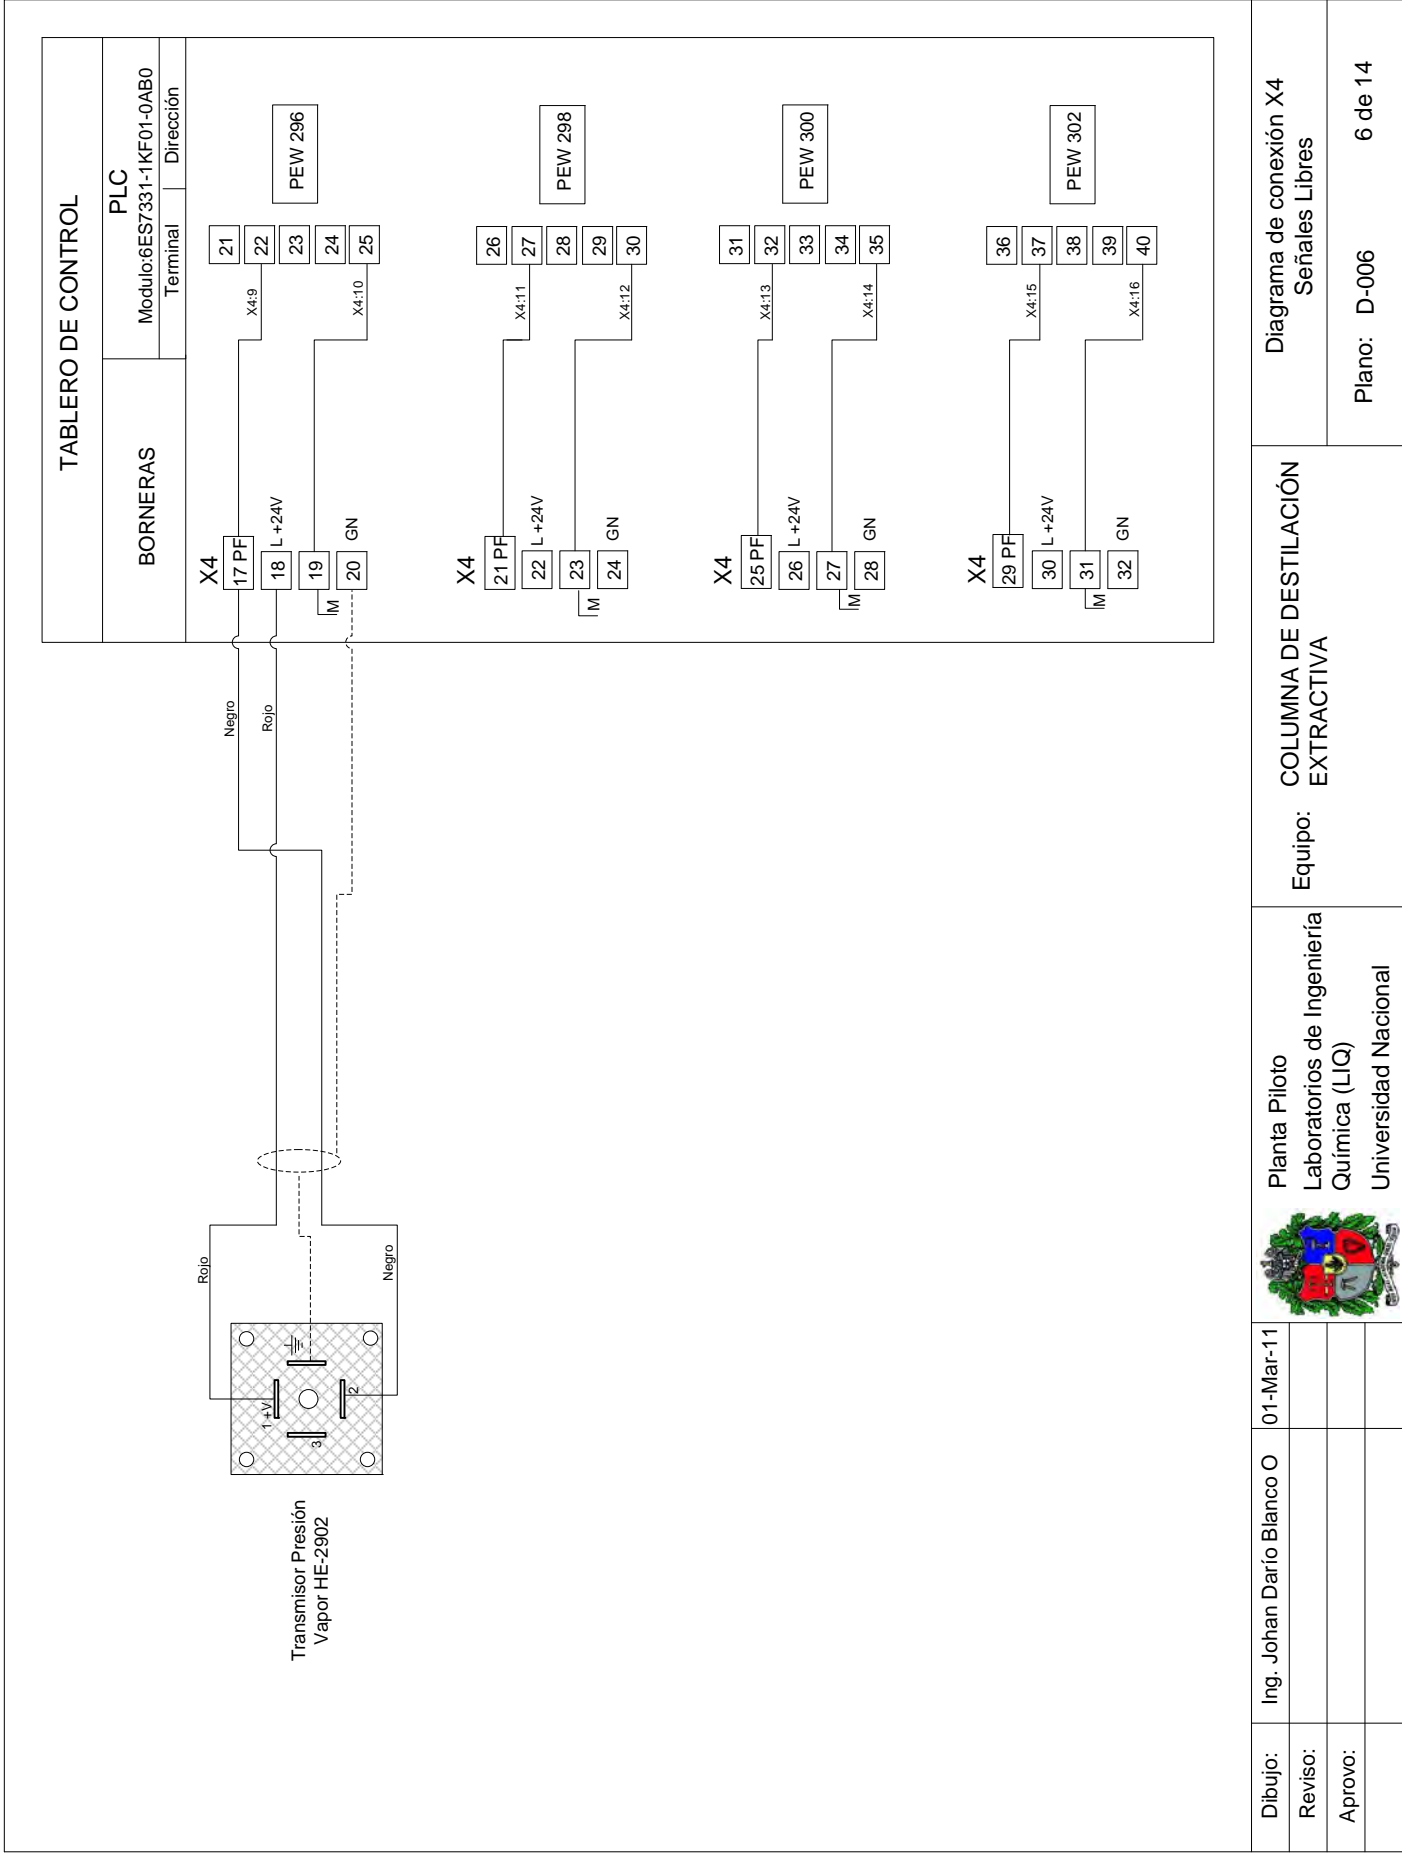 TABLERO DE CONTROL
BORNERAS
PLC
Modulo:6ES7331-1KF01-0AB0
Terminal
Dirección
X4
17 PF
18
L +24V
19
M
20
GN
X4:9
X4:10
21
22
23
24
25
PEW 296
X4
21 PF
22
L +24V
23
M
24
GN
X4:11
X4:12
26
27
28
29
30
PEW 298
X4
25 PF
26
L +24V
27
M
28
GN
X4:13
X4:14
31
32
33
34
35
PEW 300
X4
29 PF
30
L +24V
31
M
32
GN
X4:15
X4:16
36
37
38
39
40
PEW 302
Negro
Rojo
Rojo
Negro
1 +V
2
3
Transmisor Presión
Vapor HE-2902
Dibujo:
Ing. Johan Darío Blanco O
01-Mar-11
Reviso:
Aprovo:
Planta Piloto
Laboratorios de Ingeniería
Química (LIQ)
Universidad Nacional
Equipo:
COLUMNA DE DESTILACIÓN
EXTRACTIVA
Diagrama de conexión X4
Señales Libres
Plano:
D-006
6 de 14